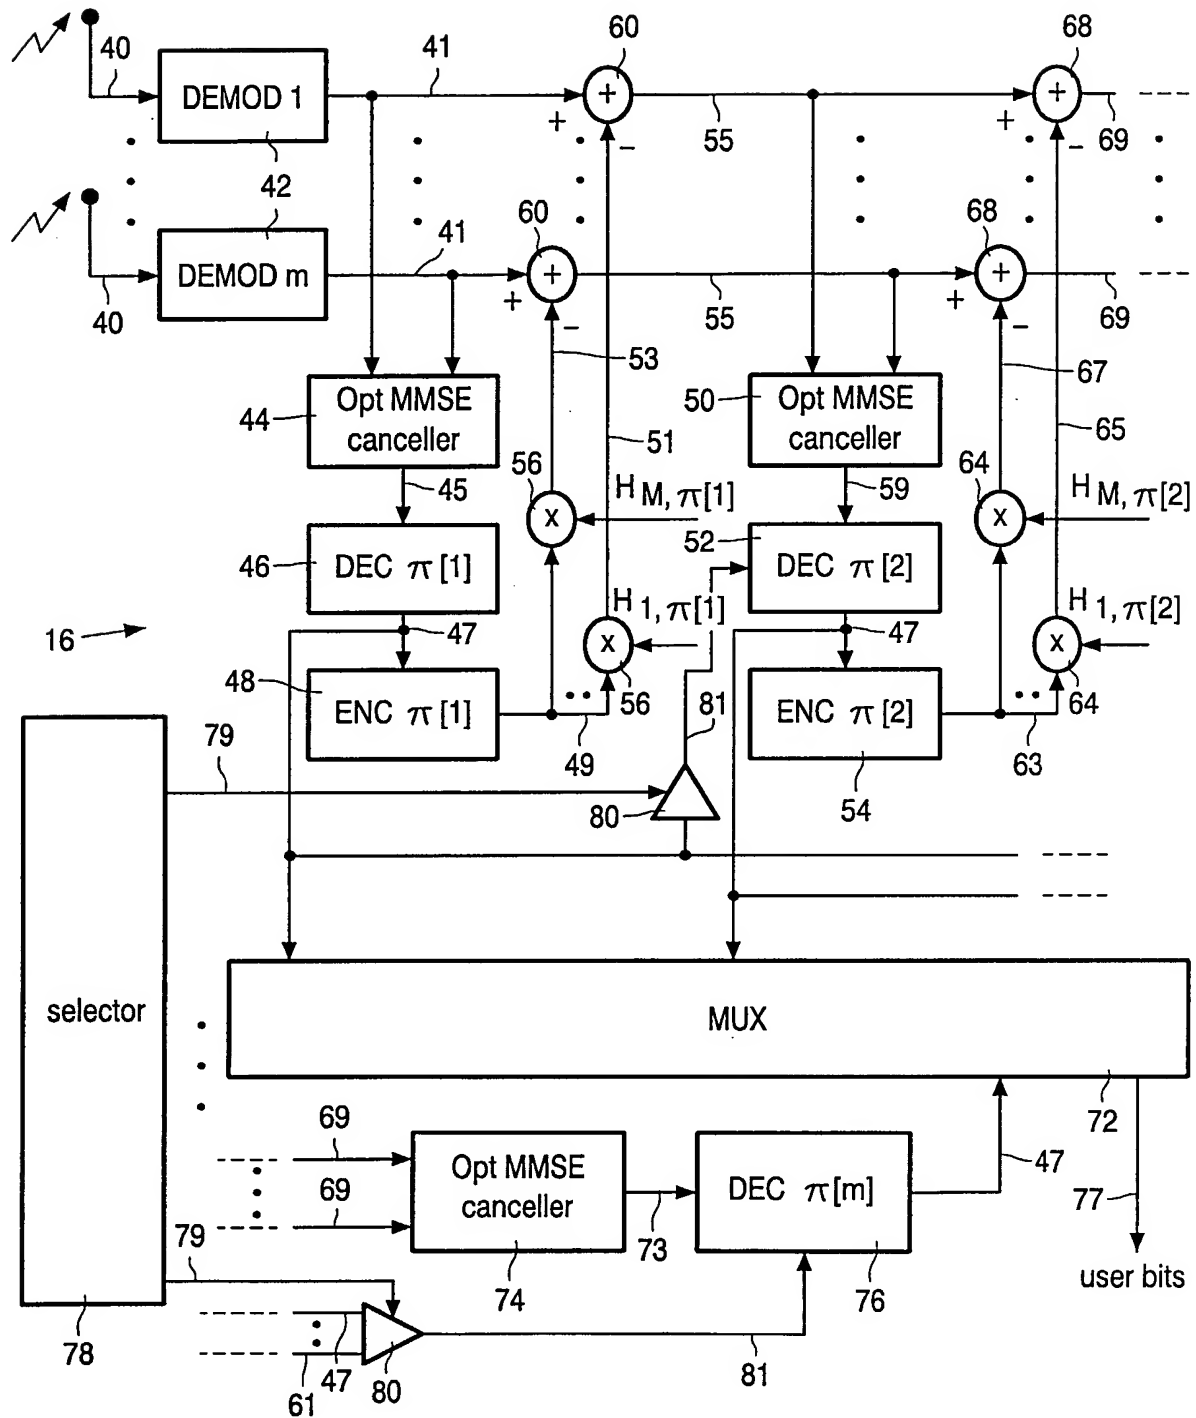 60
68
40
DEMOD 1
41
+
+
+
−
55
+
−
69
42
60
68
41
DEMOD m
+
+
40
+
−
55
+
−
69
53
67
44
Opt MMSE
canceller
50
Opt MMSE
canceller
51
65
56
45
H M, π[1]
59
64
H M, π[2]
x
x
46
DEC π[1]
52
DEC π[2]
H 1, π[1]
H 1, π[2]
16
47
x
47
x
48
ENC π[1]
56
81
ENC π[2]
64
79
49
63
80
54
selector
MUX
72
69
Opt MMSE
canceller
DEC π[m]
47
77
69
73
79
user bits
74
76
78
47
81
61
80